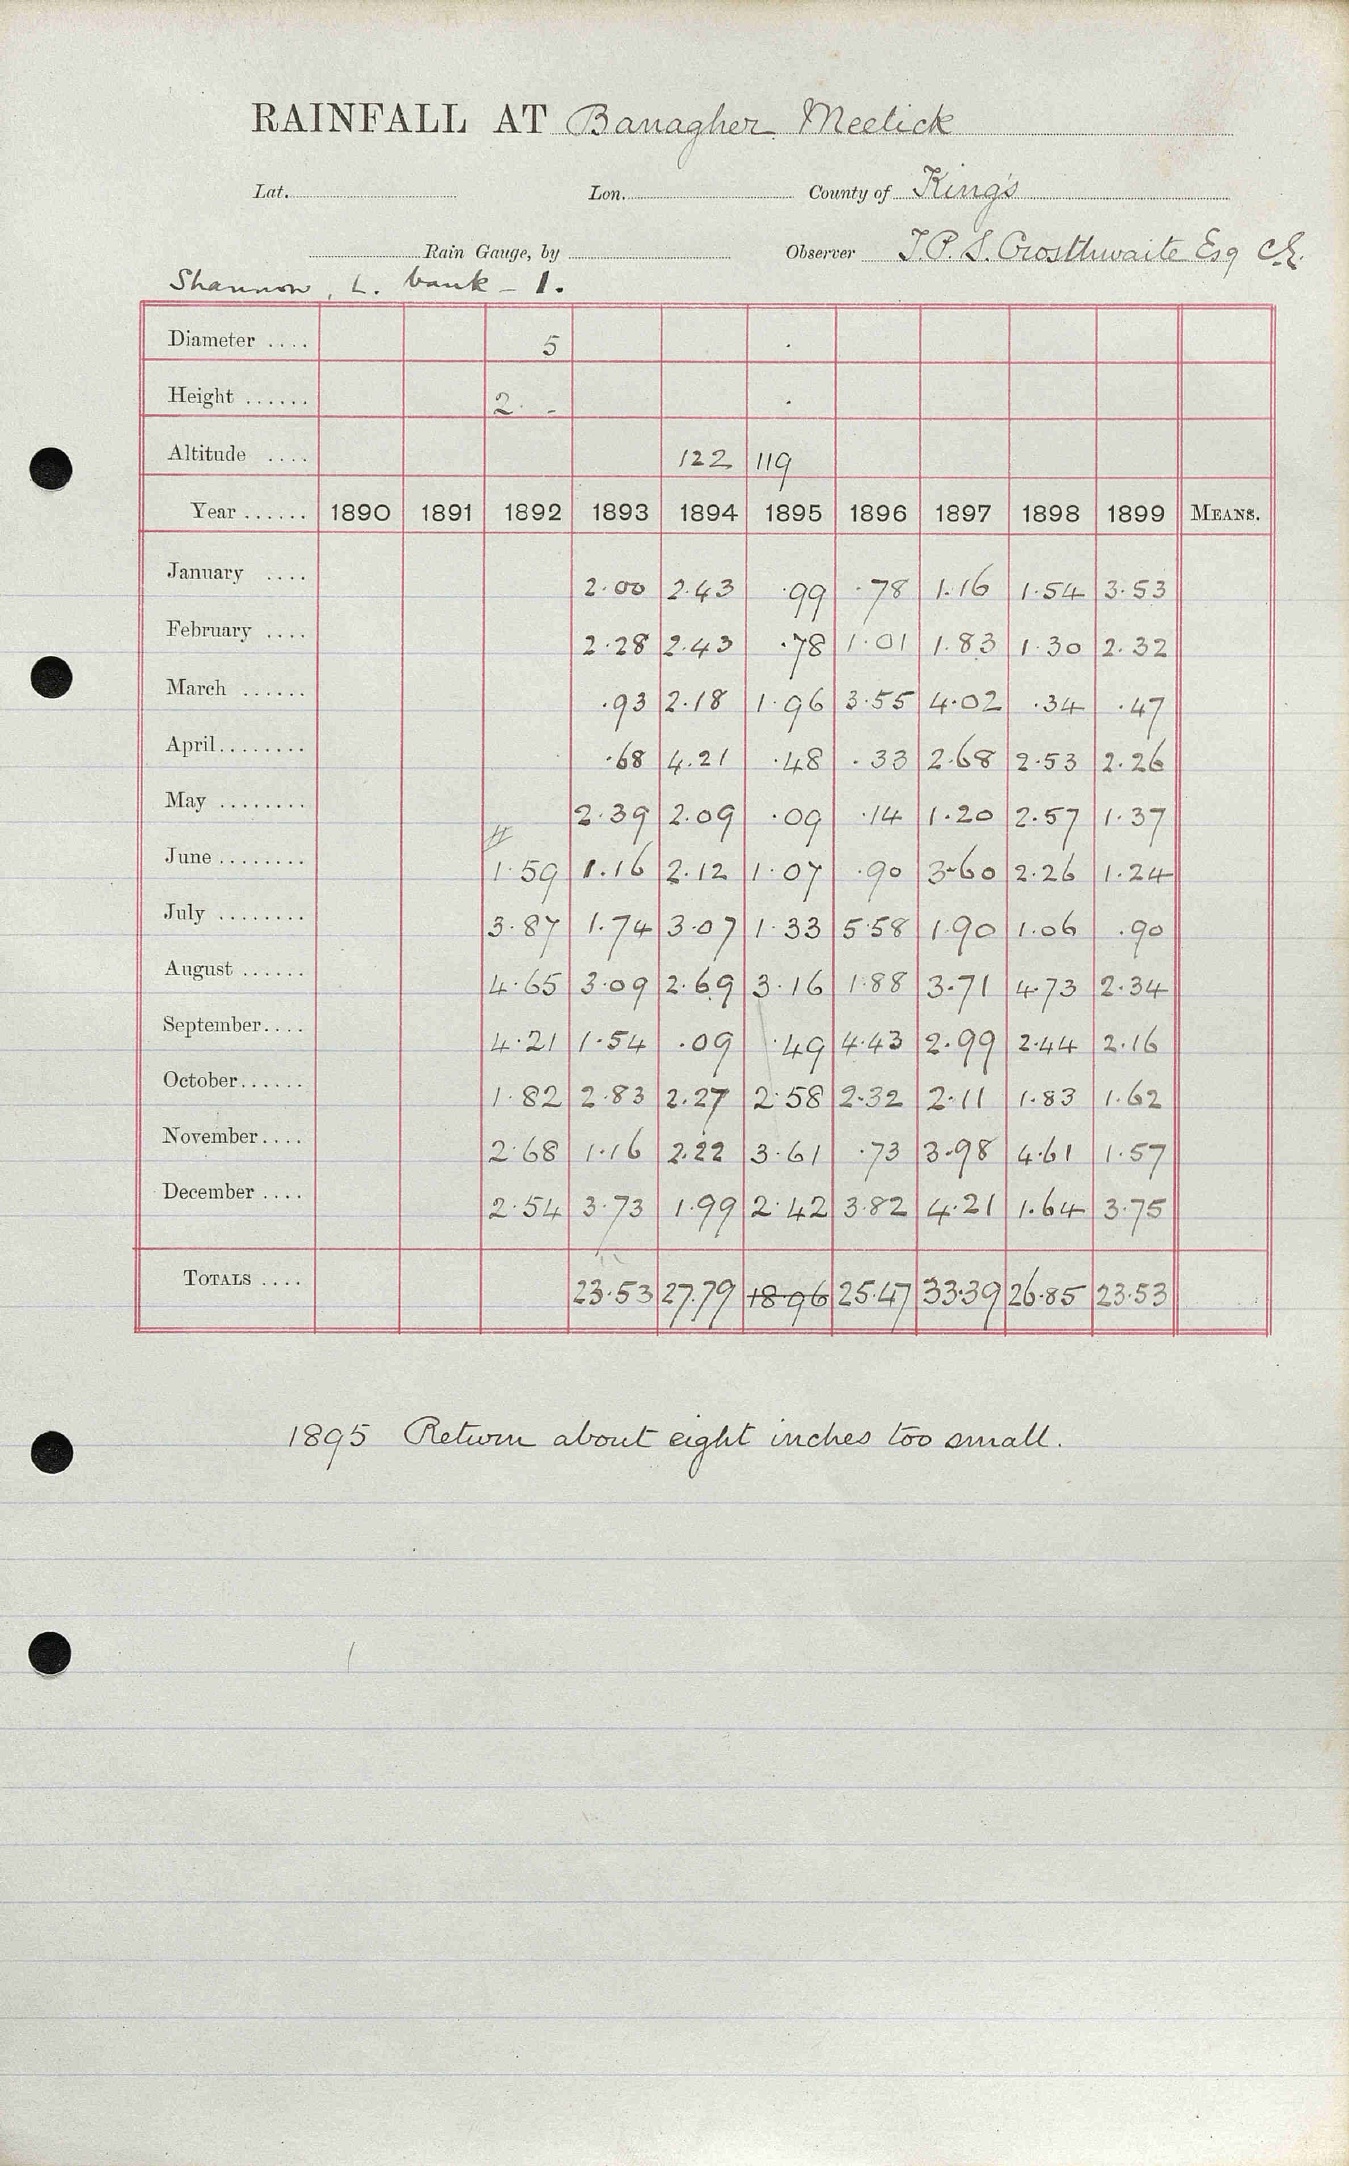 RAINFALL AT Banagher Meelick
Lat. Lon. County of King's
Rain Gauge, by Observer J.P.S. Crosthwaite Esq C.E.
Shannon, L. bank - 1.
Diameter .... 5
Height ...... 2. -
Altitude .... 122 119
Year ...... 1890 1891 1892 1893 1894 1895 1896 1897 1898 1899 MEANS.
January .... 2.00 2.43 .99 .78 1.16 1.54 3.53
February .... 2.28 2.43 .78 1.01 1.83 1.30 2.32
March ...... .93 2.18 1.96 3.55 4.02 .34 .47
April........ .68 4.21 .48 .33 2.68 2.53 2.26
May ........ 2.39 2.09 .09 .14 1.20 2.57 1.37
June ........ 1.59 1.16 2.12 1.07 .90 3.60 2.26 1.24
July ........ 3.87 1.74 3.07 1.33 5.58 1.90 1.06 .90
August ...... 4.65 3.09 2.69 3.16 1.88 3.71 4.73 2.34
September.... 4.21 1.54 .09 .49 4.43 2.99 2.44 2.16
October...... 1.82 2.83 2.27 2.58 2.32 2.11 1.83 1.62
November.... 2.68 1.16 2.22 3.61 .73 3.98 4.61 1.57
December .... 2.54 3.73 1.99 2.42 3.82 4.21 1.64 3.75
TOTALS .... 23.53 27.79 18.96 25.47 33.39 26.85 23.53
1895 Return about eight inches too small.